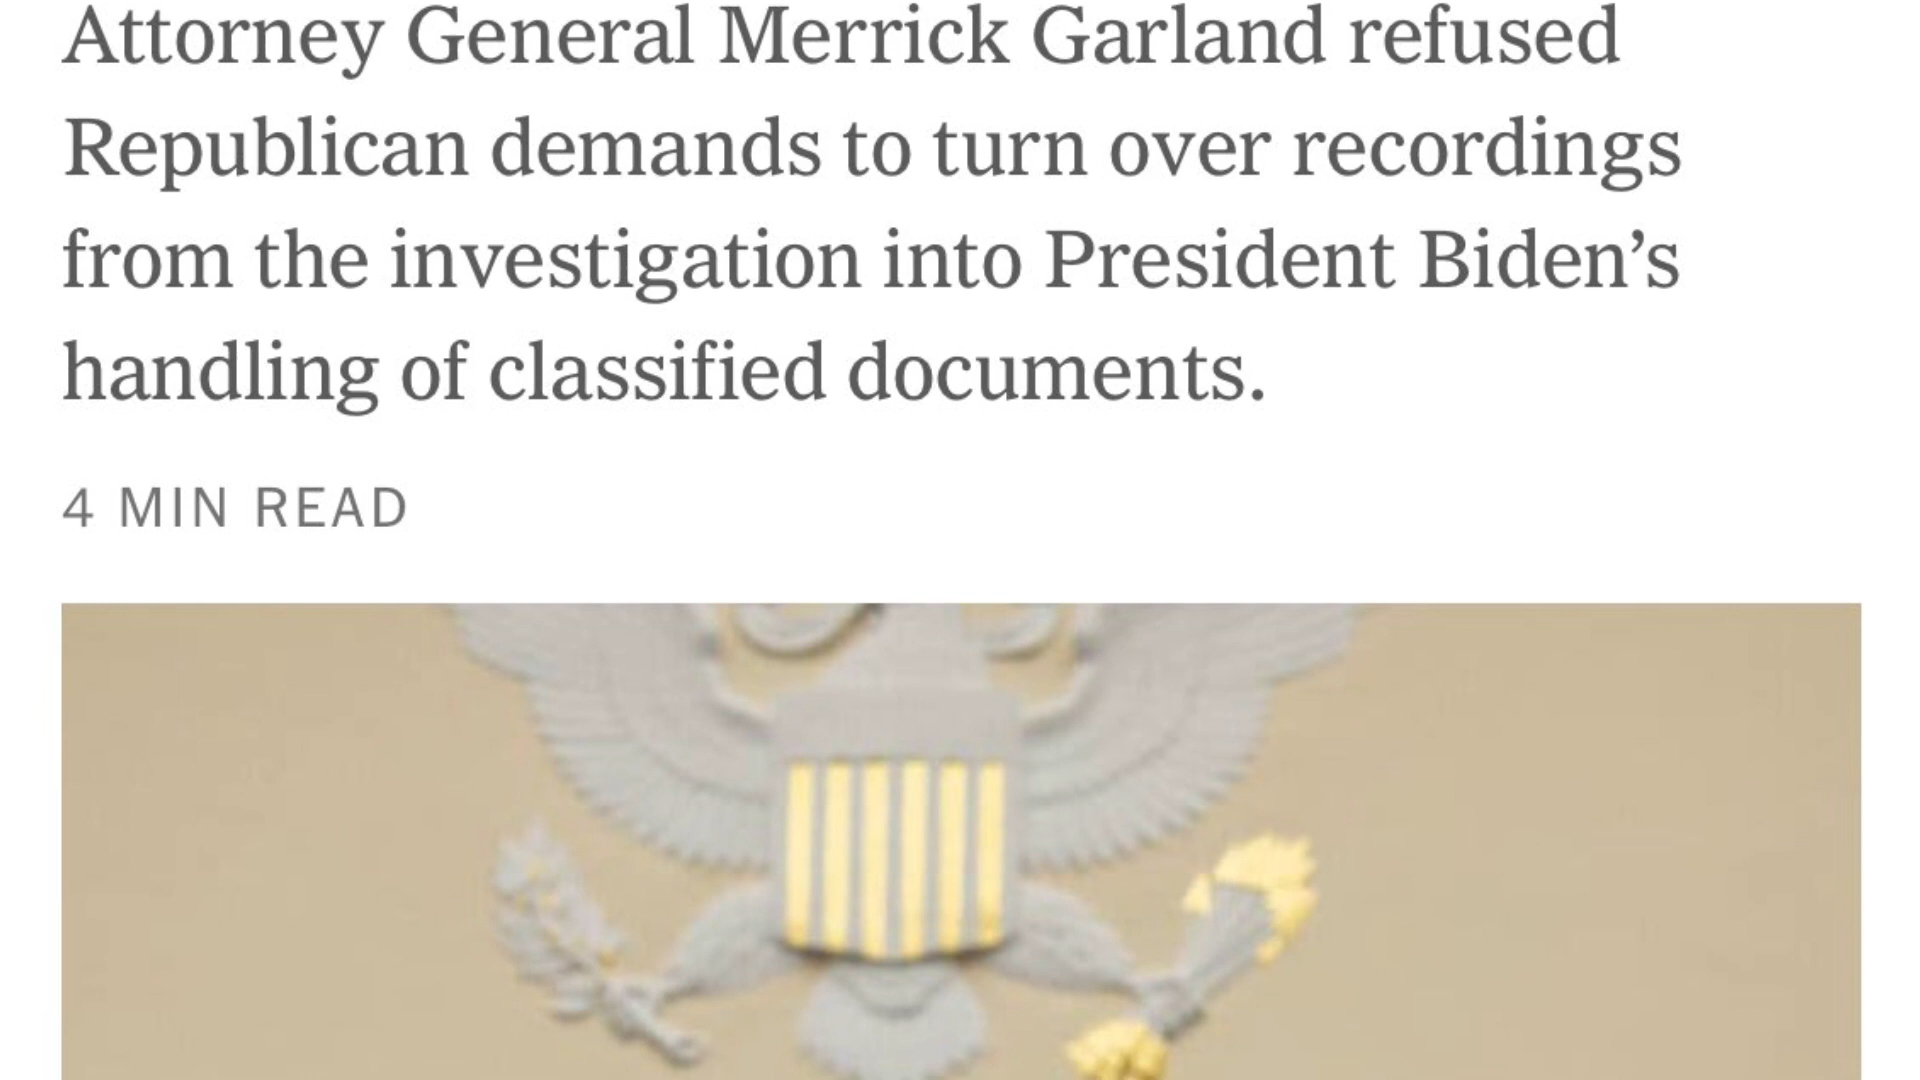 Attorney General Merrick Garland refused
Republican demands to turn over recordings
from the investigation into President Biden’s
handling of classified documents.
4 MIN READ